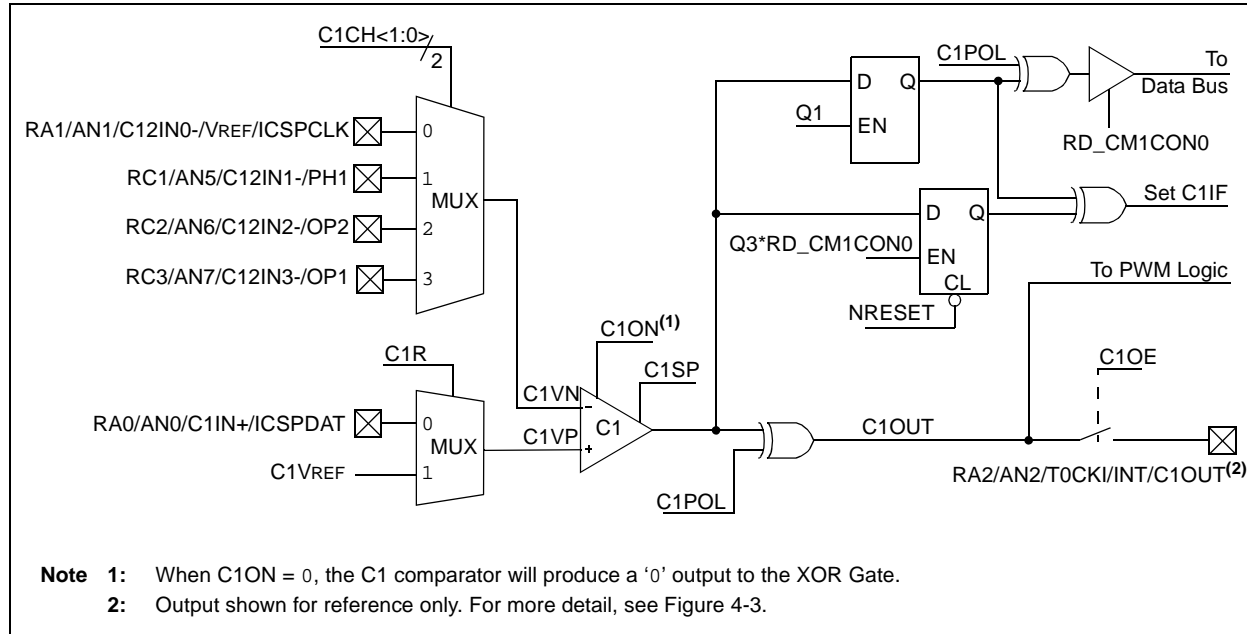 C1CH<1:0>
2
RA1/AN1/C12IN0-/VREF/ICSPCLK
0
RC1/AN5/C12IN1-/PH1
1
MUX
RC2/AN6/C12IN2-/OP2
2
RC3/AN7/C12IN3-/OP1
3
C1R
RA0/AN0/C1IN+/ICSPDAT
0
MUX
C1VREF
1
C1ON(1)
C1SP
C1VN
-
C1
C1VP
+
C1POL
D Q
Q1
EN
C1POL
To
Data Bus
RD_CM1CON0
D Q
Q3*RD_CM1CON0
EN
CL
NRESET
Set C1IF
To PWM Logic
C1OE
C1OUT
RA2/AN2/T0CKI/INT/C1OUT(2)
Note 1: When C1ON = 0, the C1 comparator will produce a ‘0’ output to the XOR Gate.
2: Output shown for reference only. For more detail, see Figure 4-3.